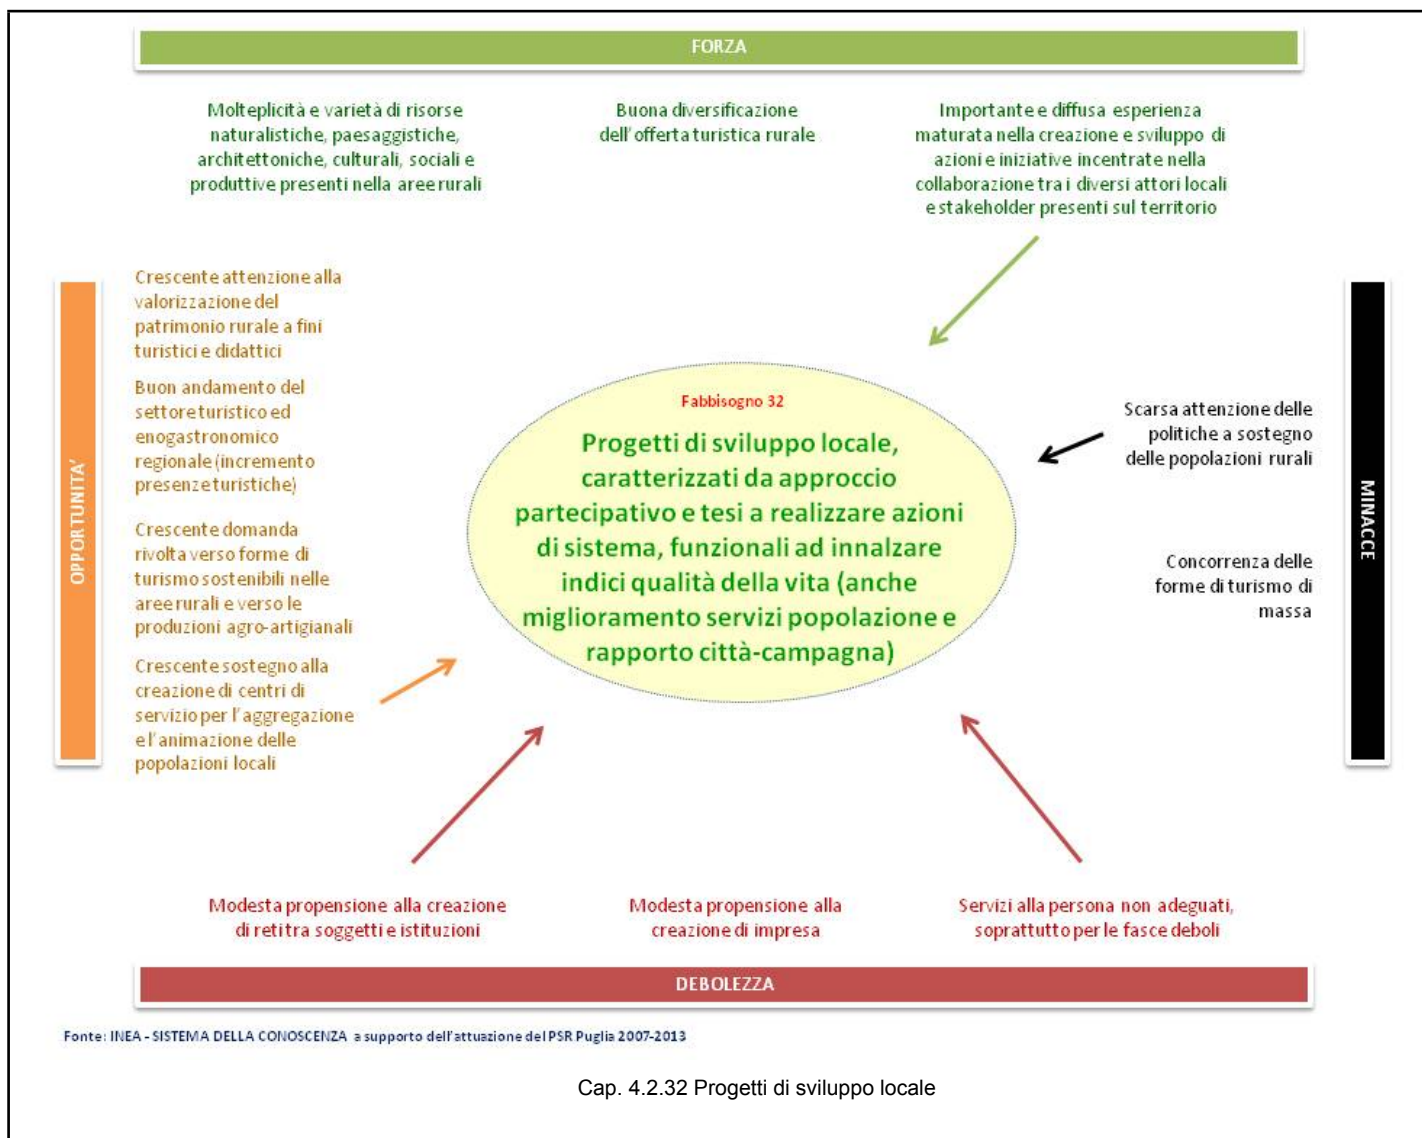 FORZA
Molteplicità e varietà di risorse
naturalistiche, paesaggistiche,
architettoniche, culturali, sociali e
produttive presenti nella aree rurali
Buona diversificazione
dell'offerta turistica rurale
Importante e diffusa esperienza
maturata nella creazione e sviluppo di
azioni e iniziative incentrate nella
collaborazione tra i diversi attori locali
e stakeholder presenti sul territorio
OPPORTUNITA'
Crescente attenzione alla
valorizzazione del
patrimonio rurale a fini
turistici e didattici
Buon andamento del
settore turistico ed
enogastronomico
regionale (incremento
presenze turistiche)
Crescente domanda
rivolta verso forme di
turismo sostenibili nelle
aree rurali e verso le
produzioni agro-artigianali
Crescente sostegno alla
creazione di centri di
servizio per l'aggregazione
e l'animazione delle
popolazioni locali
Fabbisogno 32
Progetti di sviluppo locale,
caratterizzati da approccio
partecipativo e tesi a realizzare azioni
di sistema, funzionali ad innalzare
indici qualità della vita (anche
miglioramento servizi popolazione e
rapporto città-campagna)
Scarsa attenzione delle
politiche a sostegno
delle popolazioni rurali
Concorrenza delle
forme di turismo di
massa
MINACCE
Modesta propensione alla creazione
di reti tra soggetti e istituzioni
Modesta propensione alla
creazione di impresa
Servizi alla persona non adeguati,
soprattutto per le fasce deboli
DEBOLEZZA
Fonte: INEA - SISTEMA DELLA CONOSCENZA a supporto dell'attuazione del PSR Puglia 2007-2013
Cap. 4.2.32 Progetti di sviluppo locale